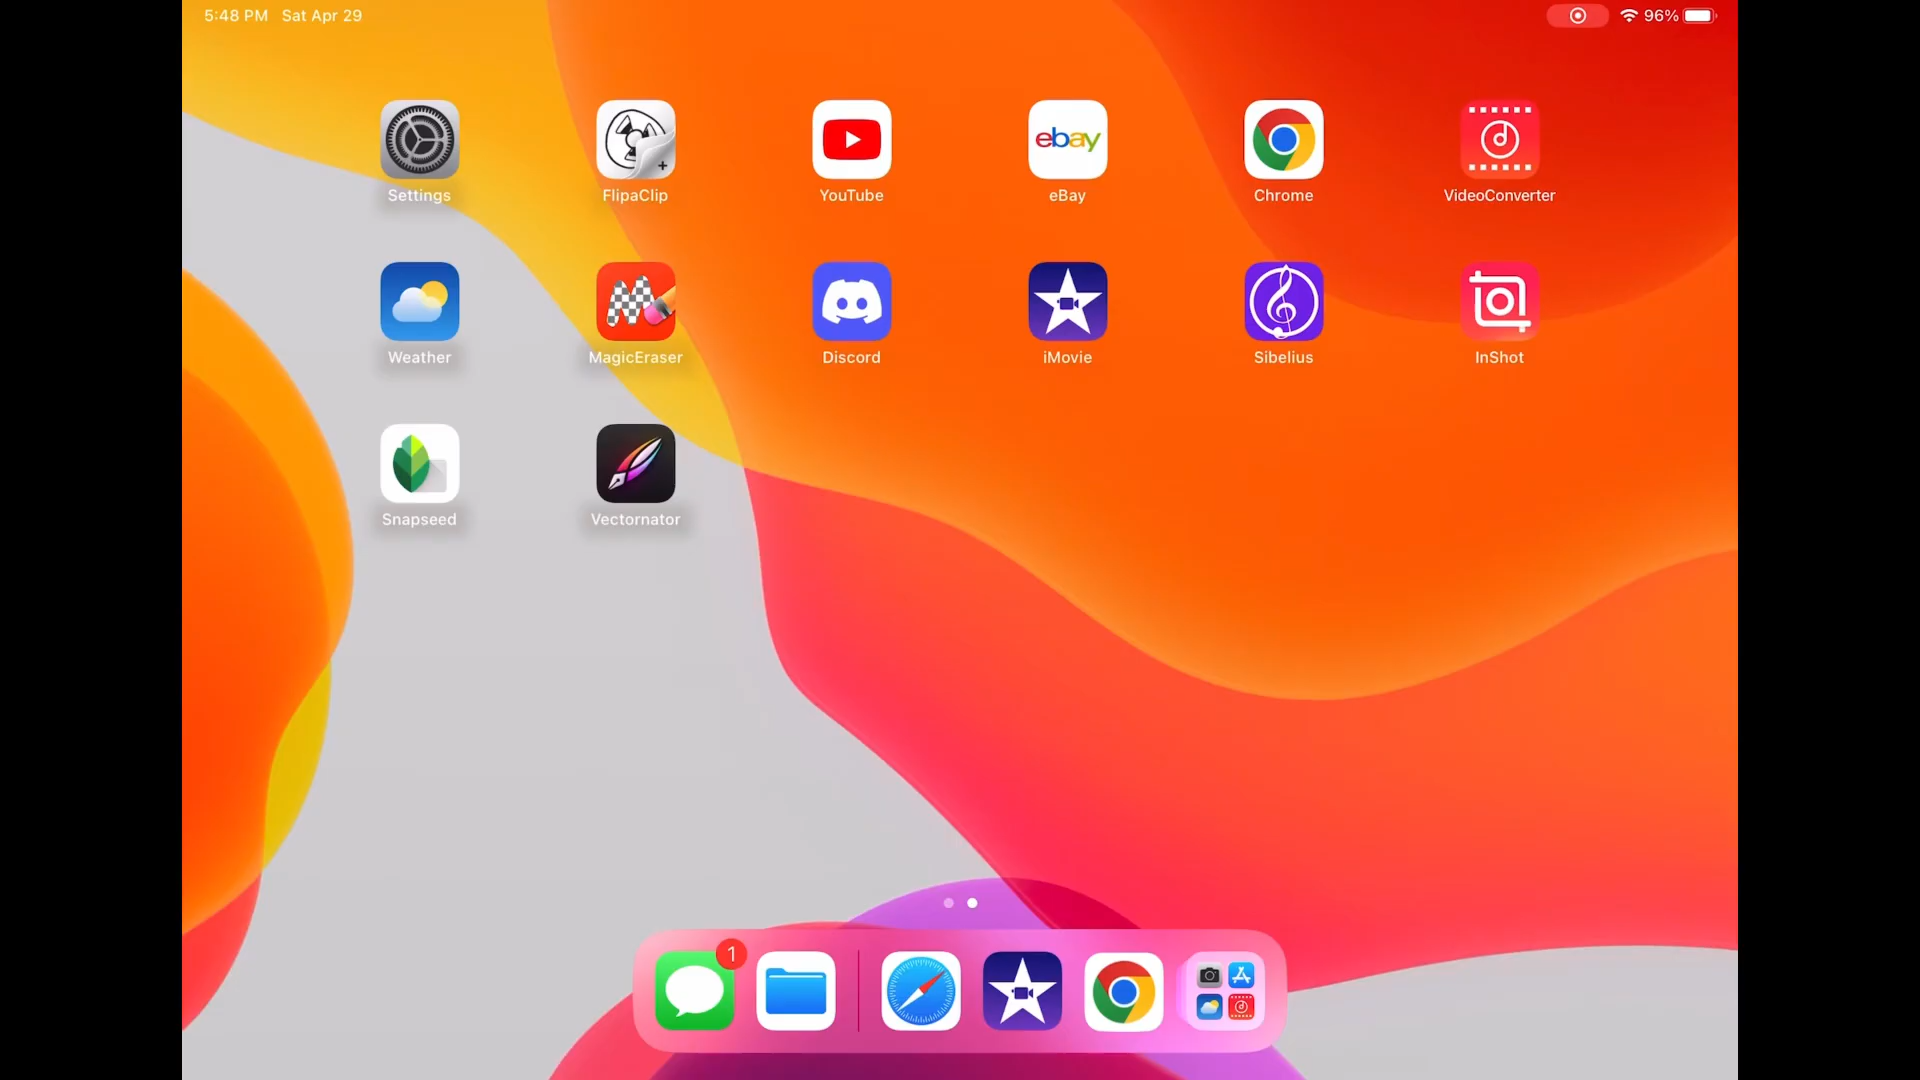 5:48 PM Sat Apr 29
96%
Settings
FlipaClip
YouTube
ebay
eBay
Chrome
VideoConverter
Weather
MagicEraser
Discord
iMovie
Sibelius
InShot
Snapseed
Vectornator
1